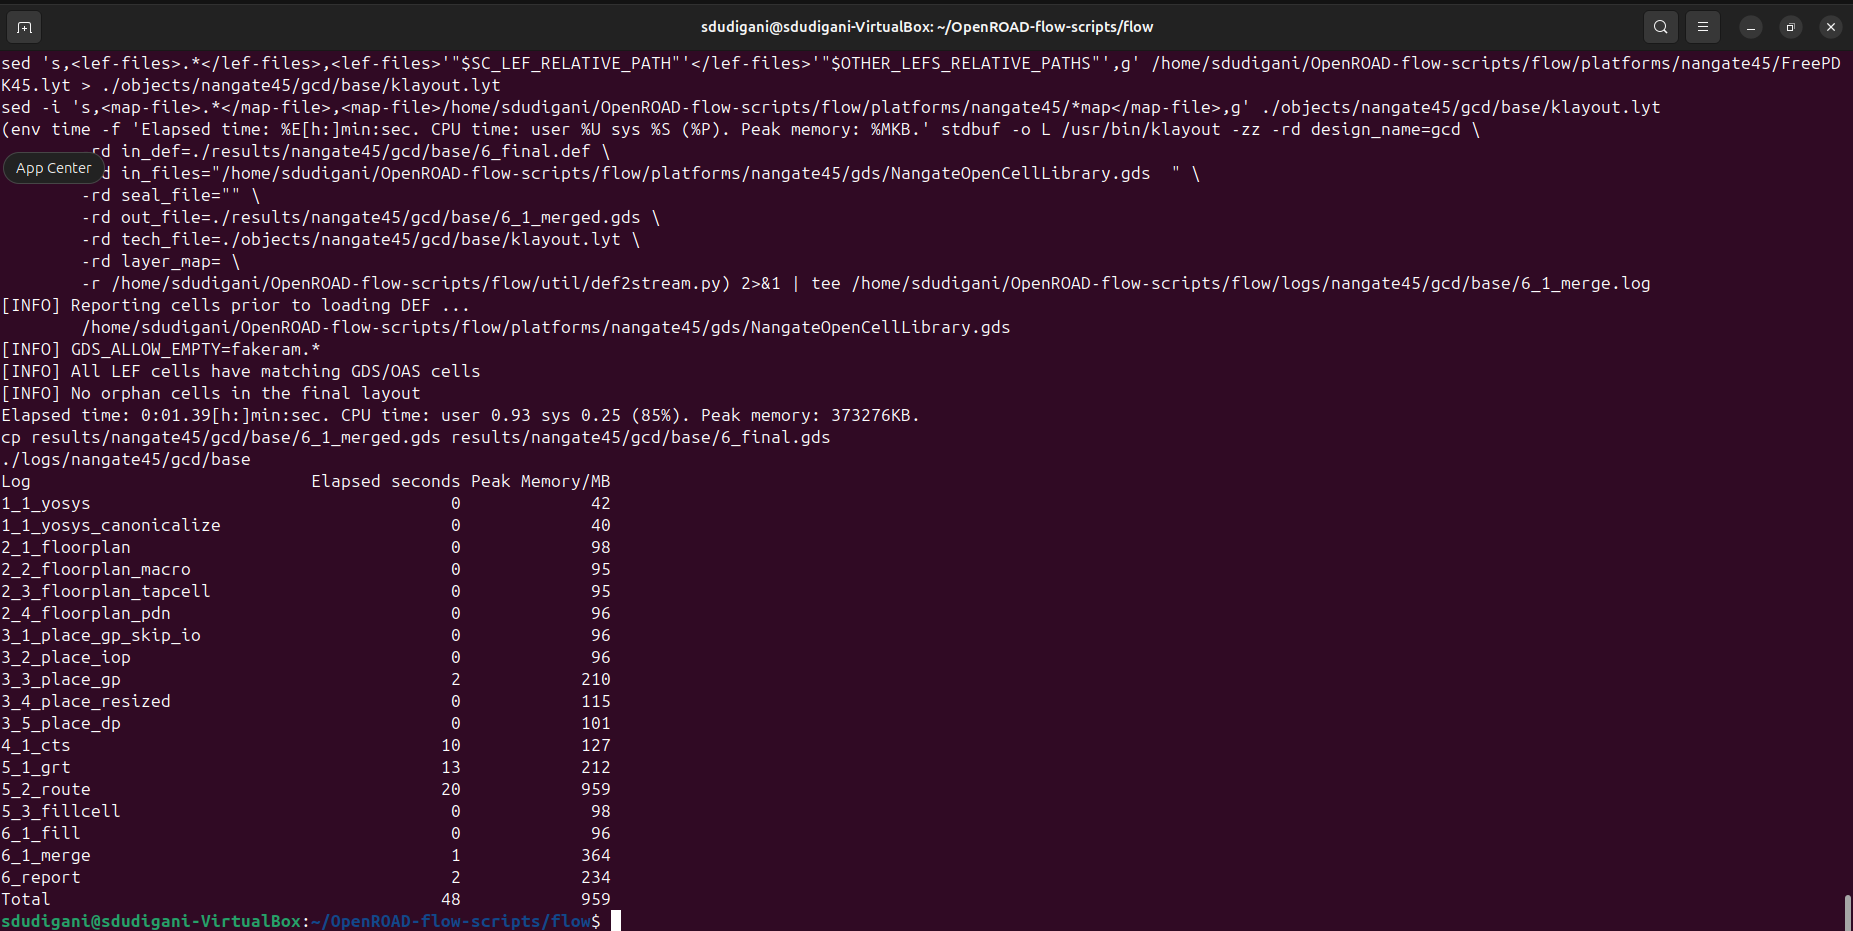 sdudigani@sdudigani-VirtualBox: ~/OpenROAD-flow-scripts/flow
sed 's,<lef-files>.*</lef-files>,<lef-files>'"$SC_LEF_RELATIVE_PATH"'</lef-files>'"$OTHER_LEFS_RELATIVE_PATHS"',g' /home/sdudigani/OpenROAD-flow-scripts/flow/platforms/nangate45/FreePD
K45.lyt > ./objects/nangate45/gcd/base/klayout.lyt
sed -i 's,<map-file>.*</map-file>,<map-file>/home/sdudigani/OpenROAD-flow-scripts/flow/platforms/nangate45/*map</map-file>,g' ./objects/nangate45/gcd/base/klayout.lyt
(env time -f 'Elapsed time: %E[h:]min:sec. CPU time: user %U sys %S (%P). Peak memory: %MKB.' stdbuf -o L /usr/bin/klayout -zz -rd design_name=gcd \
rd in_def=./results/nangate45/gcd/base/6_final.def \
App Center
d in_files="/home/sdudigani/OpenROAD-flow-scripts/flow/platforms/nangate45/gds/NangateOpenCellLibrary.gds  " \
-rd seal_file="" \
-rd out_file=./results/nangate45/gcd/base/6_1_merged.gds \
-rd tech_file=./objects/nangate45/gcd/base/klayout.lyt \
-rd layer_map= \
-r /home/sdudigani/OpenROAD-flow-scripts/flow/util/def2stream.py) 2>&1 | tee /home/sdudigani/OpenROAD-flow-scripts/flow/logs/nangate45/gcd/base/6_1_merge.log
[INFO] Reporting cells prior to loading DEF ...
/home/sdudigani/OpenROAD-flow-scripts/flow/platforms/nangate45/gds/NangateOpenCellLibrary.gds
[INFO] GDS_ALLOW_EMPTY=fakeram.*
[INFO] All LEF cells have matching GDS/OAS cells
[INFO] No orphan cells in the final layout
Elapsed time: 0:01.39[h:]min:sec. CPU time: user 0.93 sys 0.25 (85%). Peak memory: 373276KB.
cp results/nangate45/gcd/base/6_1_merged.gds results/nangate45/gcd/base/6_final.gds
./logs/nangate45/gcd/base
Log Elapsed seconds Peak Memory/MB
1_1_yosys 0 42
1_1_yosys_canonicalize 0 40
2_1_floorplan 0 98
2_2_floorplan_macro 0 95
2_3_floorplan_tapcell 0 95
2_4_floorplan_pdn 0 96
3_1_place_gp_skip_io 0 96
3_2_place_iop 0 96
3_3_place_gp 2 210
3_4_place_resized 0 115
3_5_place_dp 0 101
4_1_cts 10 127
5_1_grt 13 212
5_2_route 20 959
5_3_fillcell 0 98
6_1_fill 0 96
6_1_merge 1 364
6_report 2 234
Total 48 959
sdudigani@sdudigani-VirtualBox:~/OpenROAD-flow-scripts/flow$